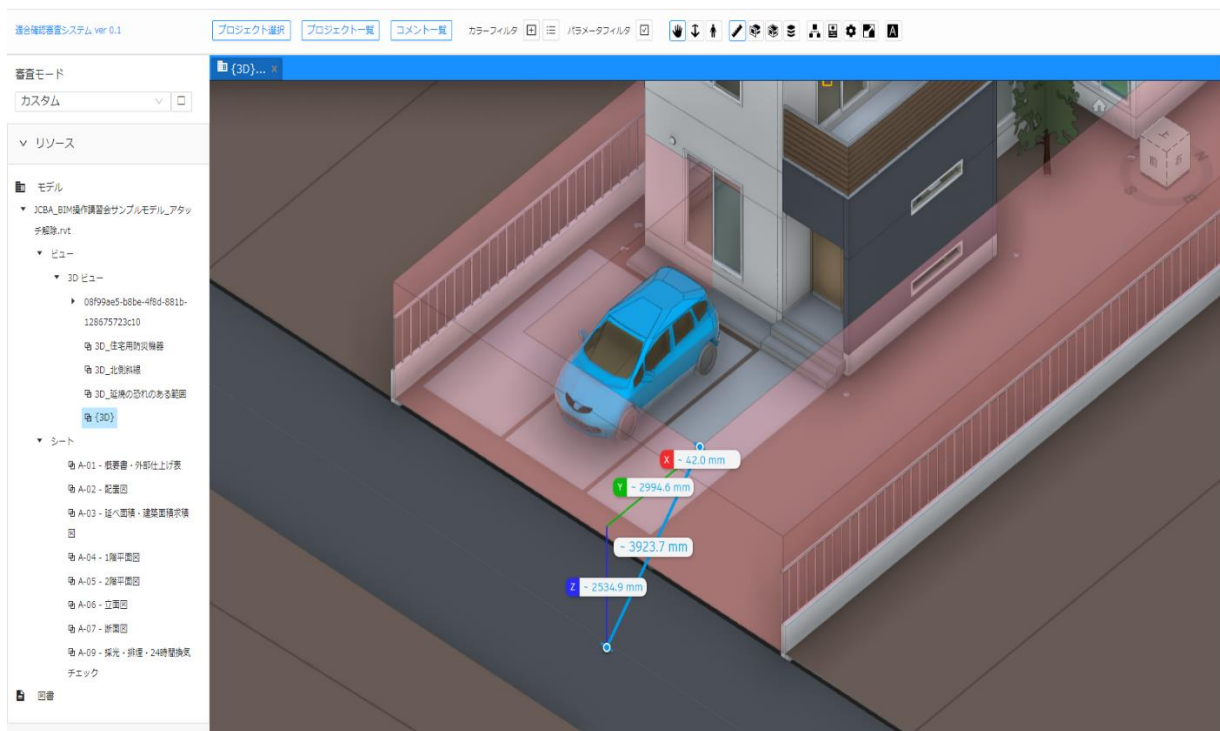 適合確認審査システム ver 0.1
プロジェクト選択
プロジェクト一覧
コメント一覧
カラーフィルタ
パラメータフィルタ
A
審査モード
カスタム
リソース
モデル
JCBA_BIM操作講習会サンプルモデル_アタッ
チ解除.rvt
ビュー
3D ビュー
08f99ae5-b8be-4f8d-881b-
128675723c10
3D_住宅用防災機器
3D_北側斜線
3D_延焼の恐れのある範囲
{3D}
シート
A-01 - 概要書・外部仕上げ表
A-02 - 配置図
A-03 - 延べ面積・建築面積求積
図
A-04 - 1階平面図
A-05 - 2階平面図
A-06 - 立面図
A-07 - 断面図
A-09 - 採光・排煙・24時間換気
チェック
図書
{3D}... ×
X ~ 42.0 mm
Y ~ 2994.6 mm
~ 3923.7 mm
Z ~ 2534.9 mm